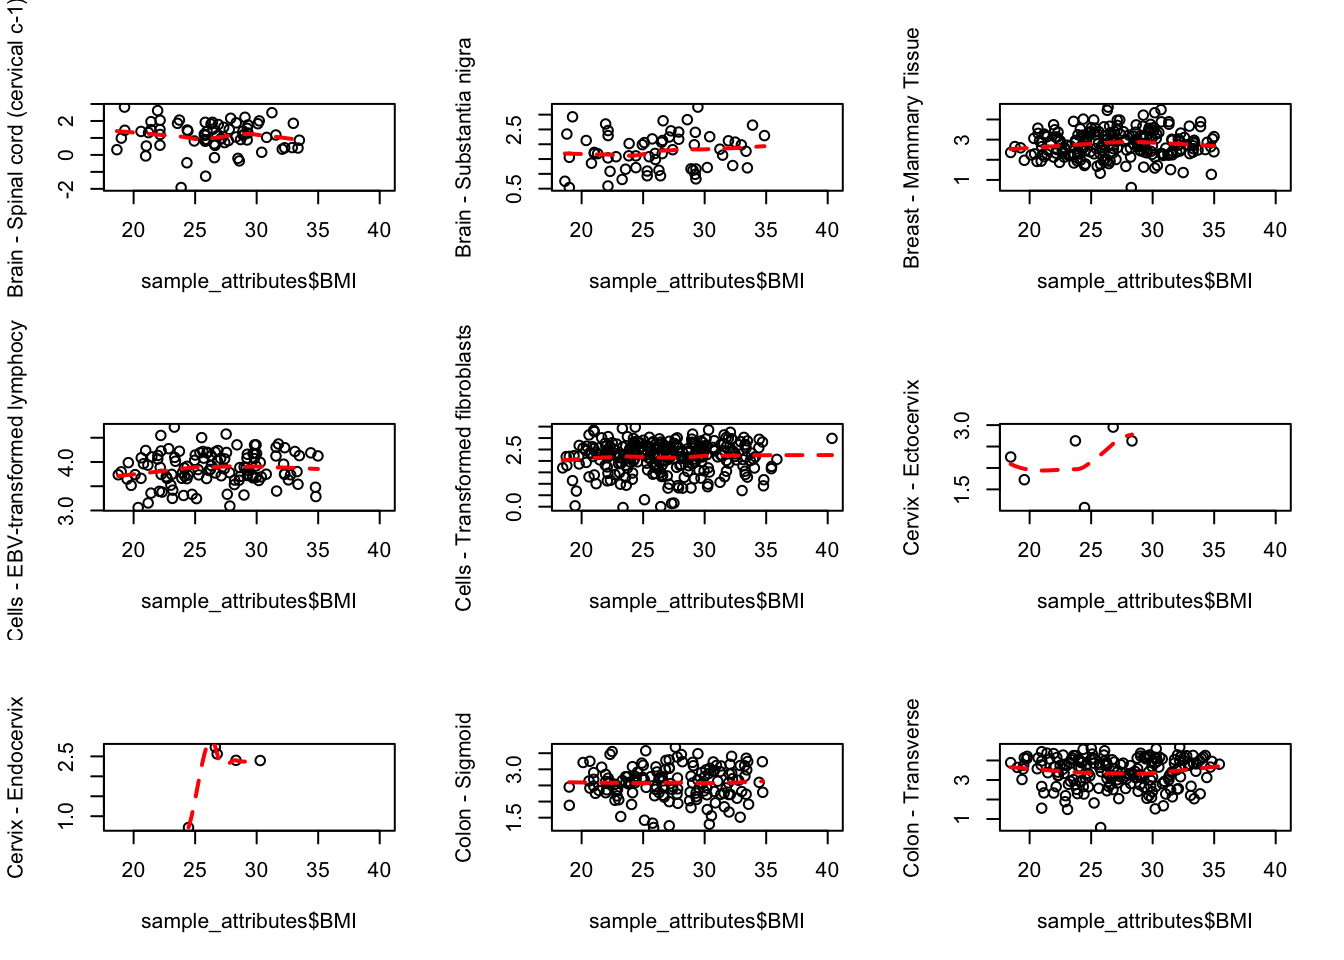 Brain - Spinal cord (cervical c-1)
-2 0 2
20 25 30 35 40
sample_attributes$BMI
Brain - Substantia nigra
0.5 2.5
20 25 30 35 40
sample_attributes$BMI
Breast - Mammary Tissue
1 3
20 25 30 35 40
sample_attributes$BMI
Cells - EBV-transformed lymphocy
3.0 4.0
20 25 30 35 40
sample_attributes$BMI
Cells - Transformed fibroblasts
0.0 2.5
20 25 30 35 40
sample_attributes$BMI
Cervix - Ectocervix
1.5 3.0
20 25 30 35 40
sample_attributes$BMI
Cervix - Endocervix
1.0 2.5
20 25 30 35 40
sample_attributes$BMI
Colon - Sigmoid
1.5 3.0
20 25 30 35 40
sample_attributes$BMI
Colon - Transverse
1 3
20 25 30 35 40
sample_attributes$BMI